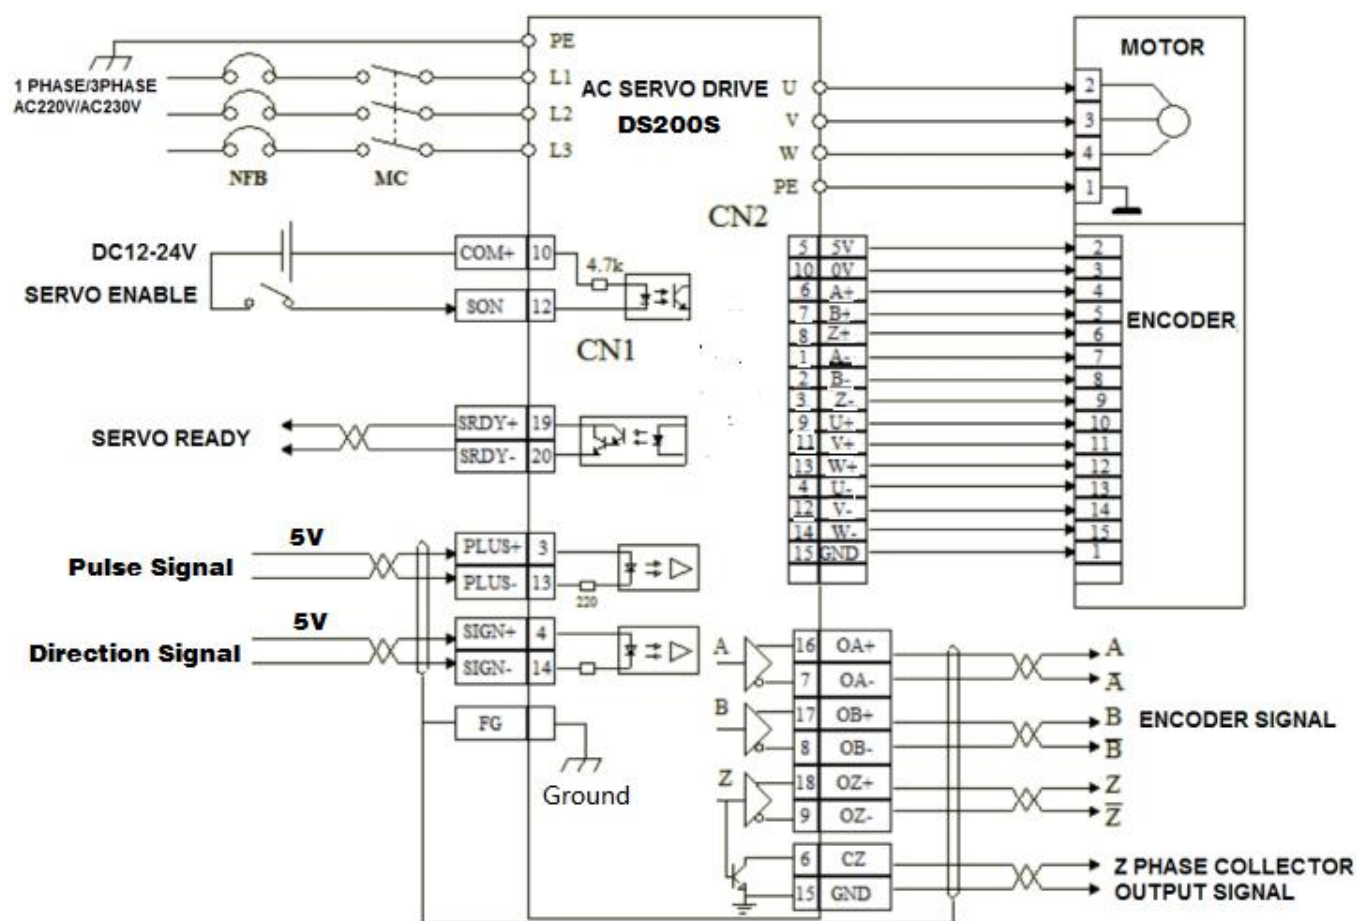 PE
1 PHASE/3PHASE
AC220V/AC230V
L1
L2
L3
NFB
MC
AC SERVO DRIVE
DS200S
U
V
W
PE
MOTOR
2
3
4
1
CN2
DC12-24V
SERVO ENABLE
COM+ 10
SON 12
4.7k
CN1
SERVO READY
SRDY+ 19
SRDY- 20
5V
Pulse Signal
PLUS+ 3
PLUS- 13
220
5V
Direction Signal
SIGN+ 4
SIGN- 14
FG
Ground
5 5V 2
10 0V 3
6 A+ 4
7 B+ 5
8 Z+ 6
1 A- 7
2 B- 8
3 Z- 9
9 U+ 10
11 V+ 11
13 W+ 12
4 U- 13
12 V- 14
14 W- 15
15 GND 1
ENCODER
A 16 OA+ A
7 OA- A̅
B 17 OB+ B
8 OB- B̅
ENCODER SIGNAL
Z 18 OZ+ Z
9 OZ- Z̅
6 CZ
15 GND
Z PHASE COLLECTOR
OUTPUT SIGNAL